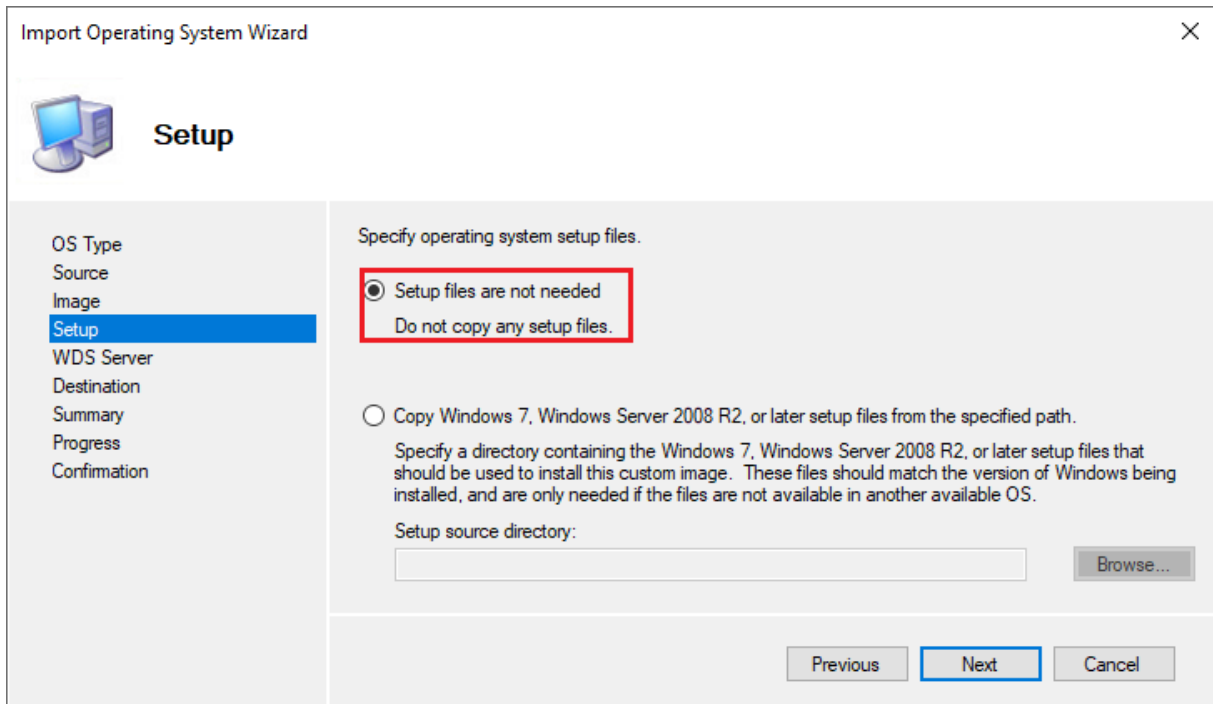 Import Operating System Wizard
Setup
OS Type
Source
Image
Setup
WDS Server
Destination
Summary
Progress
Confirmation
Specify operating system setup files.
Setup files are not needed
Do not copy any setup files.
Copy Windows 7, Windows Server 2008 R2, or later setup files from the specified path.
Specify a directory containing the Windows 7, Windows Server 2008 R2, or later setup files that
should be used to install this custom image.  These files should match the version of Windows being
installed, and are only needed if the files are not available in another available OS.
Setup source directory:
Browse...
Previous
Next
Cancel